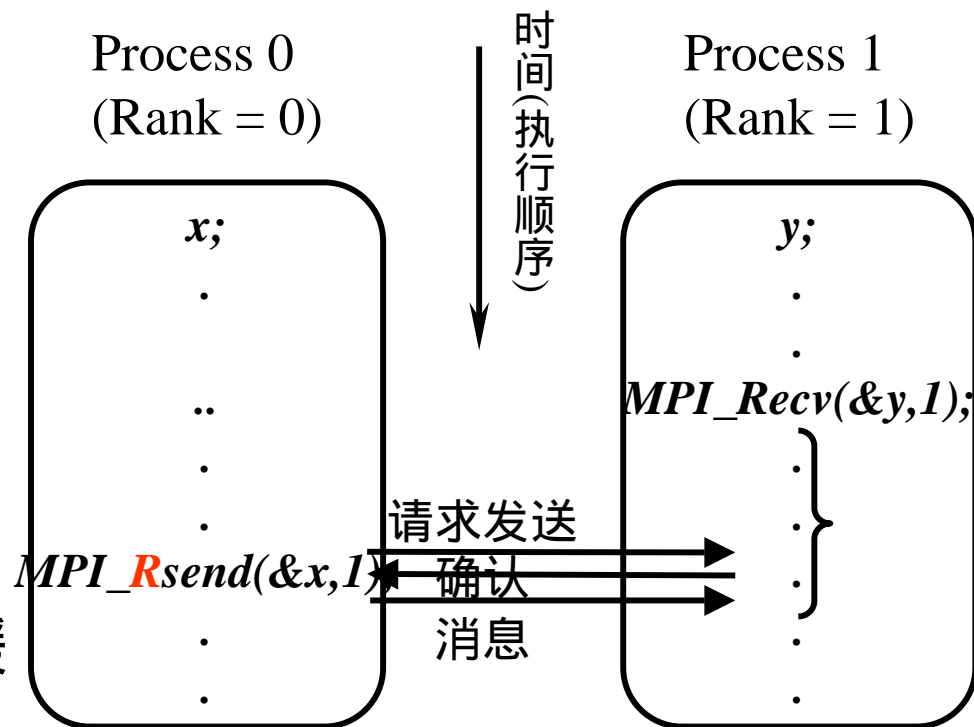 Process 0
(Rank = 0)
时间(执行顺序)
Process 1
(Rank = 1)
x;
.
..
.
.
MPI_Rsend(&x,1)
.
.
请求发送
确认
消息
y;
.
.
MPI_Recv(&y,1);
.
.
.
.
.